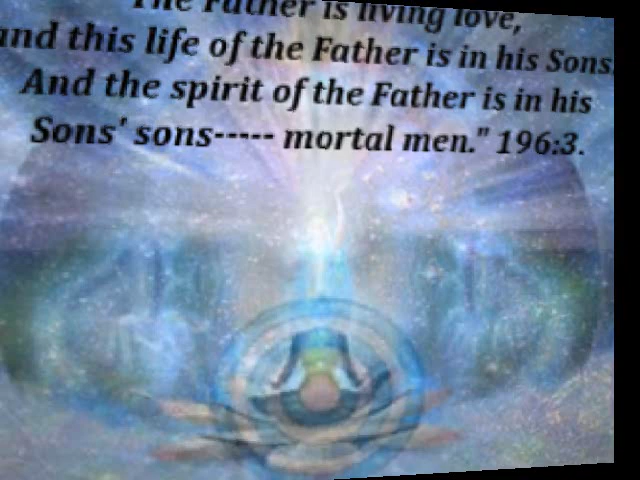 The Father is living love,
and this life of the Father is in his Sons.
And the spirit of the Father is in his
Sons' sons----- mortal men." 196:3.